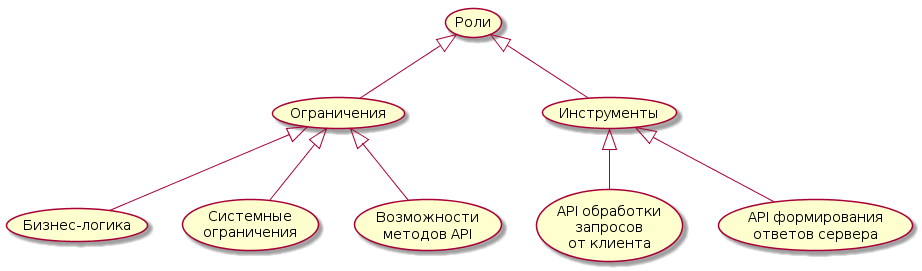 Роли
Ограничения
Инструменты
Бизнес-логика
Системные
ограничения
Возможности
методов API
API обработки
запросов
от клиента
API формирования
ответов сервера